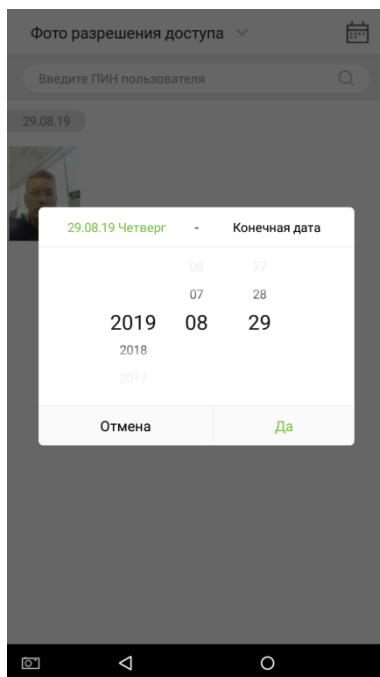 Фото разрешения доступа
Введите ПИН пользователя
29.08.19
29.08.19 Четверг - Конечная дата
06 27
07 28
2019 08 29
2018
2017
Отмена Да